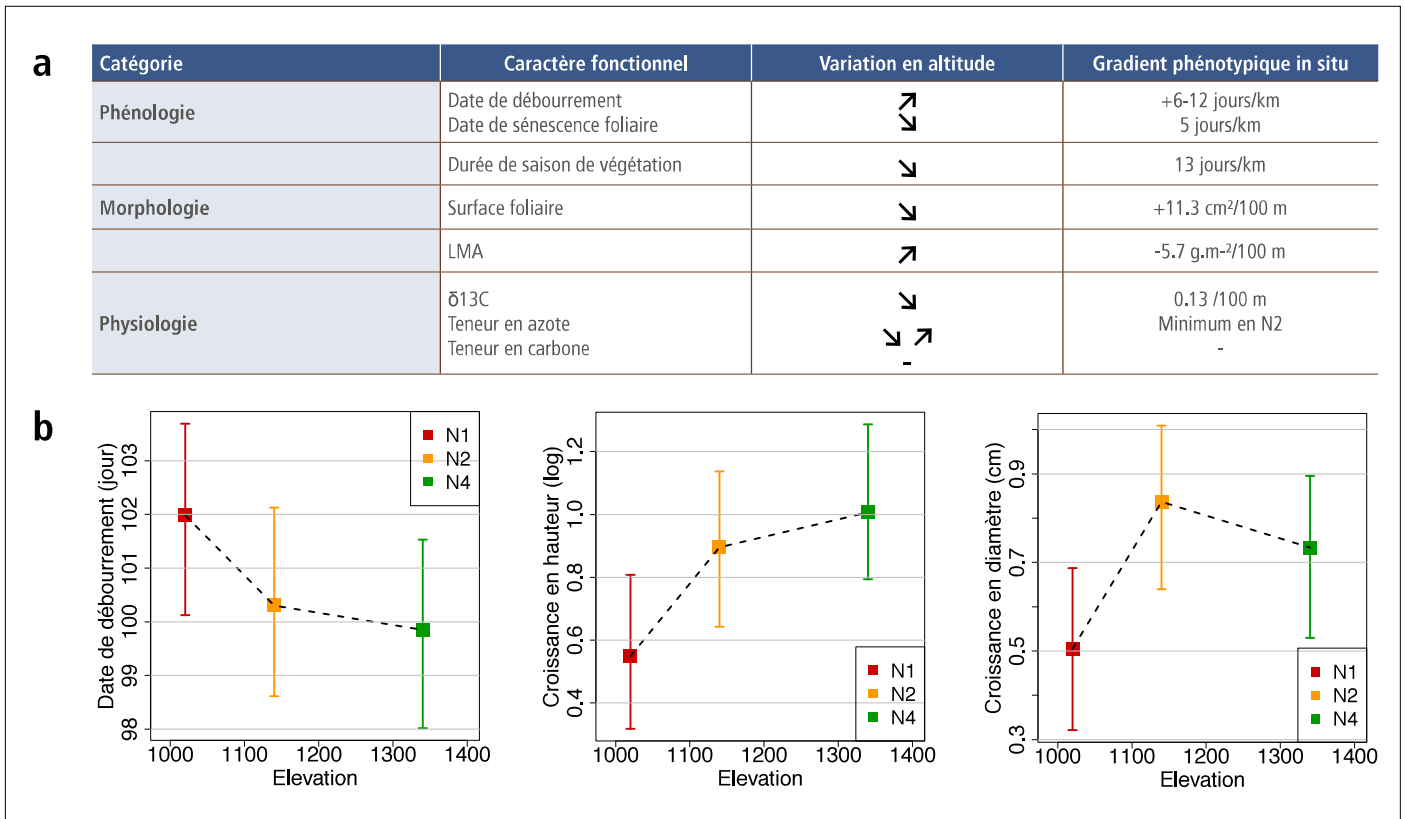 a
Catégorie Caractère fonctionnel Variation en altitude Gradient phénotypique in situ
Phénologie Date de débourrement ↗ +6-12 jours/km
Date de sénescence foliaire ↘ 5 jours/km
Durée de saison de végétation ↘ 13 jours/km
Morphologie Surface foliaire ↘ +11.3 cm²/100 m
LMA ↗ -5.7 g.m-²/100 m
Physiologie δ13C ↘ 0.13 /100 m
Teneur en azote ↘ ↗ Minimum en N2
Teneur en carbone - -
b
Date de débourrement (jour)
103
102
101
100
99
98
N1
N2
N4
1000 1100 1200 1300 1400
Elevation
Croissance en hauteur (log)
1.2
1.0
0.8
0.6
0.4
N1
N2
N4
1000 1100 1200 1300 1400
Elevation
Croissance en diamètre (cm)
0.9
0.7
0.5
0.3
N1
N2
N4
1000 1100 1200 1300 1400
Elevation